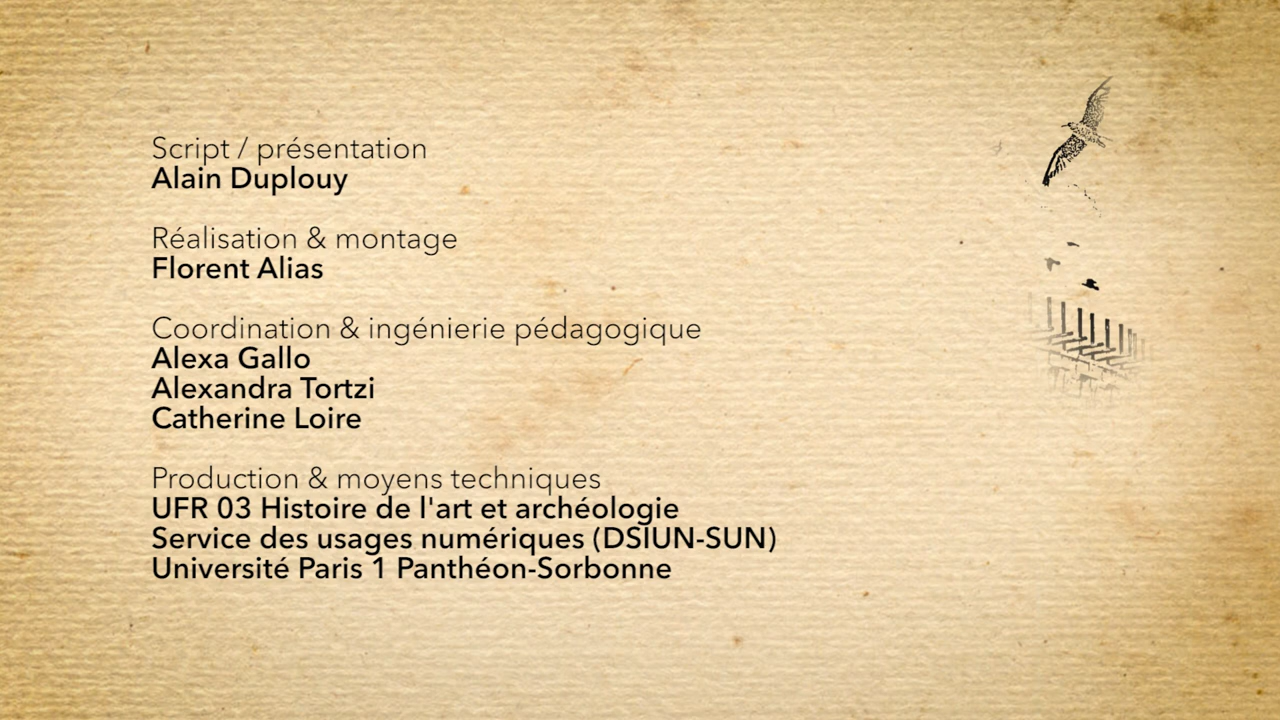 Script / présentation
Alain Duplouy
Réalisation & montage
Florent Alias
Coordination & ingénierie pédagogique
Alexa Gallo
Alexandra Tortzi
Catherine Loire
Production & moyens techniques
UFR 03 Histoire de l'art et archéologie
Service des usages numériques (DSIUN-SUN)
Université Paris 1 Panthéon-Sorbonne